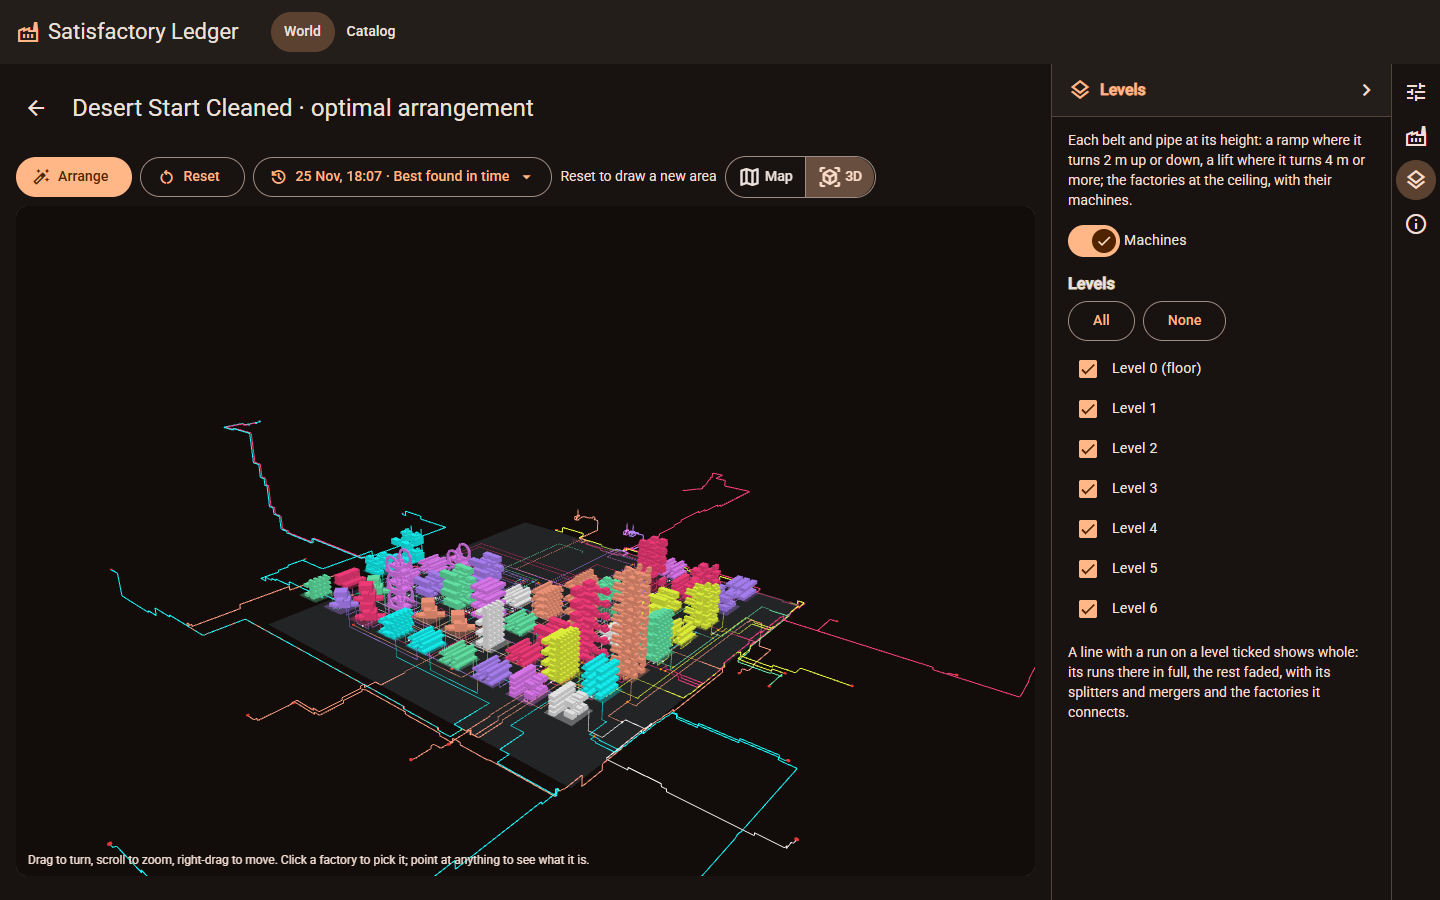 Satisfactory Ledger
World
Catalog
Desert Start Cleaned · optimal arrangement
Arrange
Reset
25 Nov, 18:07 · Best found in time
Reset to draw a new area
Map
3D
Drag to turn, scroll to zoom, right-drag to move. Click a factory to pick it; point at anything to see what it is.
Levels
Each belt and pipe at its height: a ramp where it
turns 2 m up or down, a lift where it turns 4 m or
more; the factories at the ceiling, with their
machines.
Machines
Levels
All
None
Level 0 (floor)
Level 1
Level 2
Level 3
Level 4
Level 5
Level 6
A line with a run on a level ticked shows whole:
its runs there in full, the rest faded, with its
splitters and mergers and the factories it
connects.